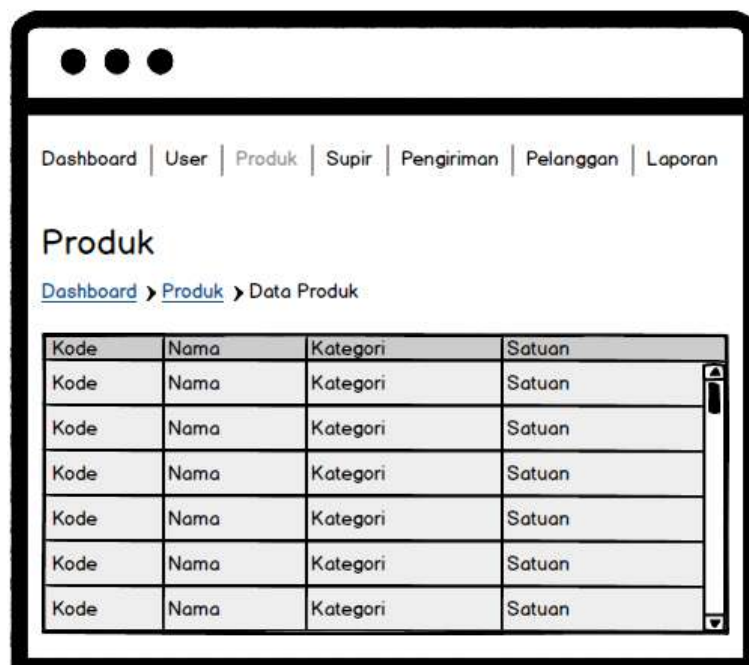 Dashboard User Produk Supir Pengiriman Pelanggan Laporan
Produk
Dashboard Produk Data Produk
Kode Nama Kategori Satuan
Kode Nama Kategori Satuan
Kode Nama Kategori Satuan
Kode Nama Kategori Satuan
Kode Nama Kategori Satuan
Kode Nama Kategori Satuan
Kode Nama Kategori Satuan